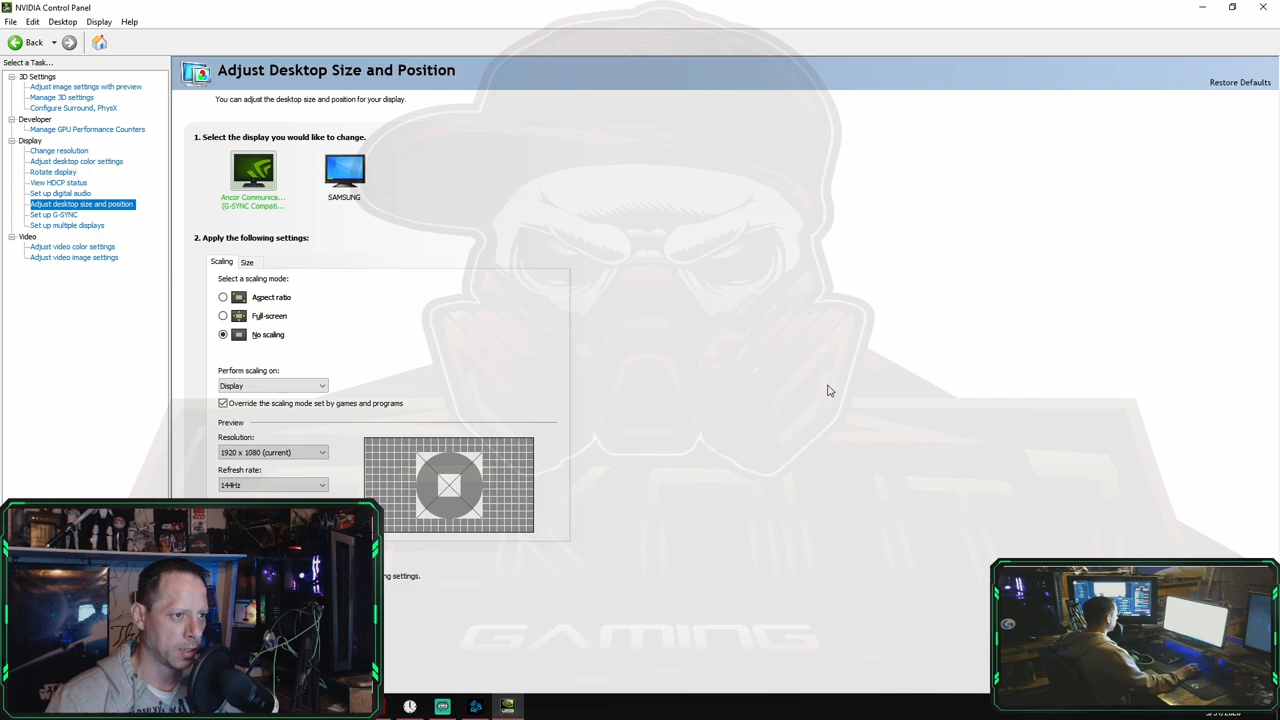 NVIDIA Control Panel
File Edit Desktop Display Help
Back
Select a Task...
3D Settings
Adjust image settings with preview
Manage 3D settings
Configure Surround, PhysX
Developer
Manage GPU Performance Counters
Display
Change resolution
Adjust desktop color settings
Rotate display
View HDCP status
Set up digital audio
Adjust desktop size and position
Set up G-SYNC
Set up multiple displays
Video
Adjust video color settings
Adjust video image settings
Adjust Desktop Size and Position
Restore Defaults
You can adjust the desktop size and position for your display.
1. Select the display you would like to change.
Ancor Communica...
(G-SYNC Compati...
SAMSUNG
2. Apply the following settings:
Scaling Size
Select a scaling mode:
Aspect ratio
Full-screen
No scaling
Perform scaling on:
Display
Override the scaling mode set by games and programs
Preview
Resolution:
1920 x 1080 (current)
Refresh rate:
144Hz
settings.
GAMING